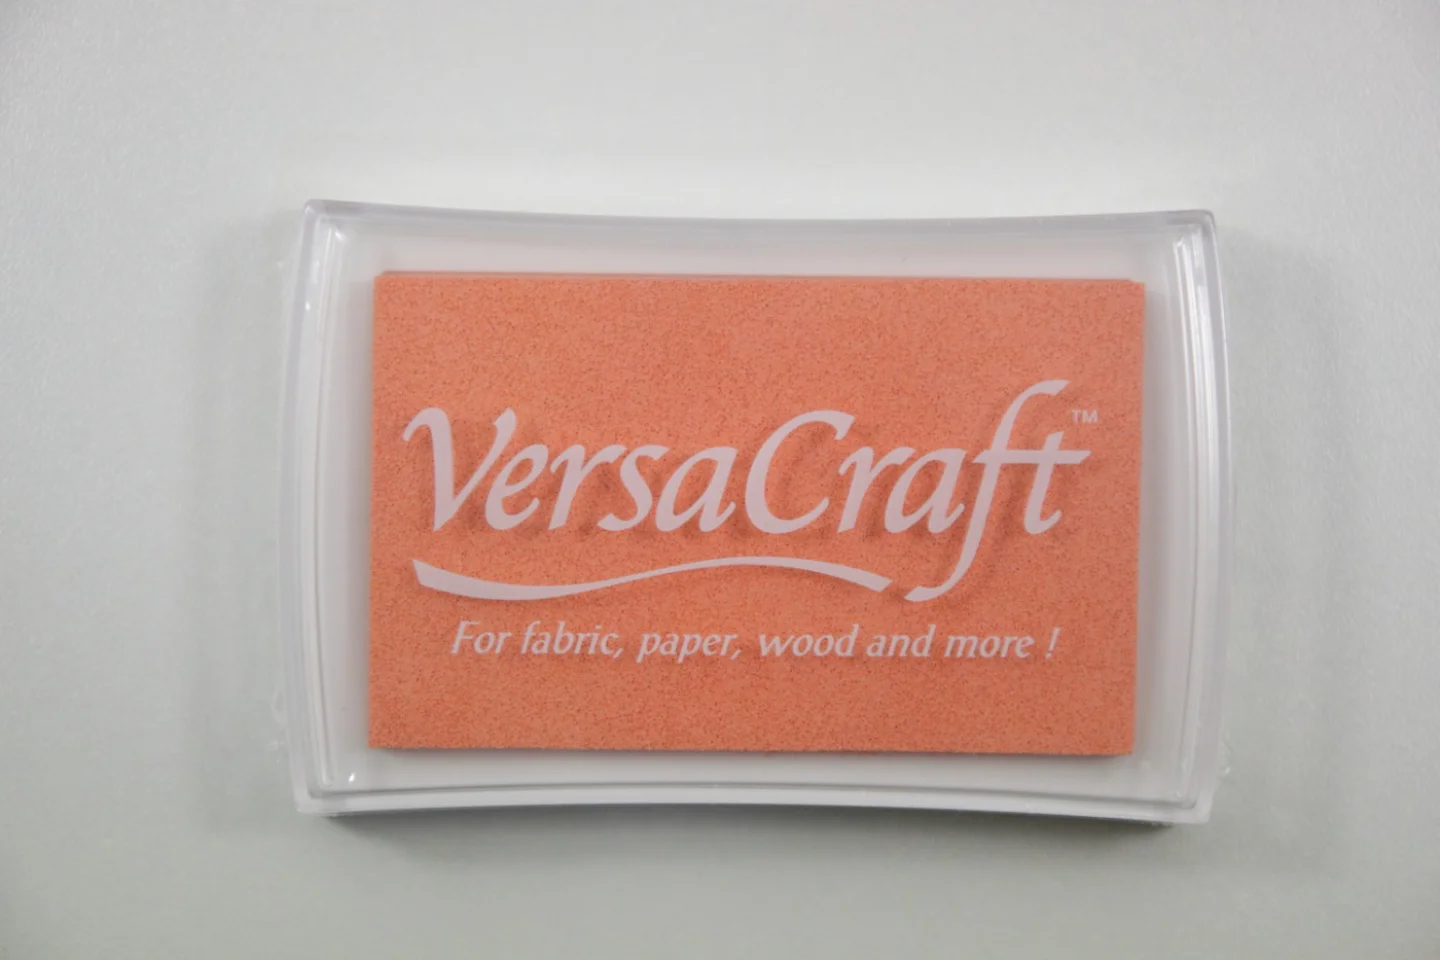 VersaCraft™
For fabric, paper, wood and more !